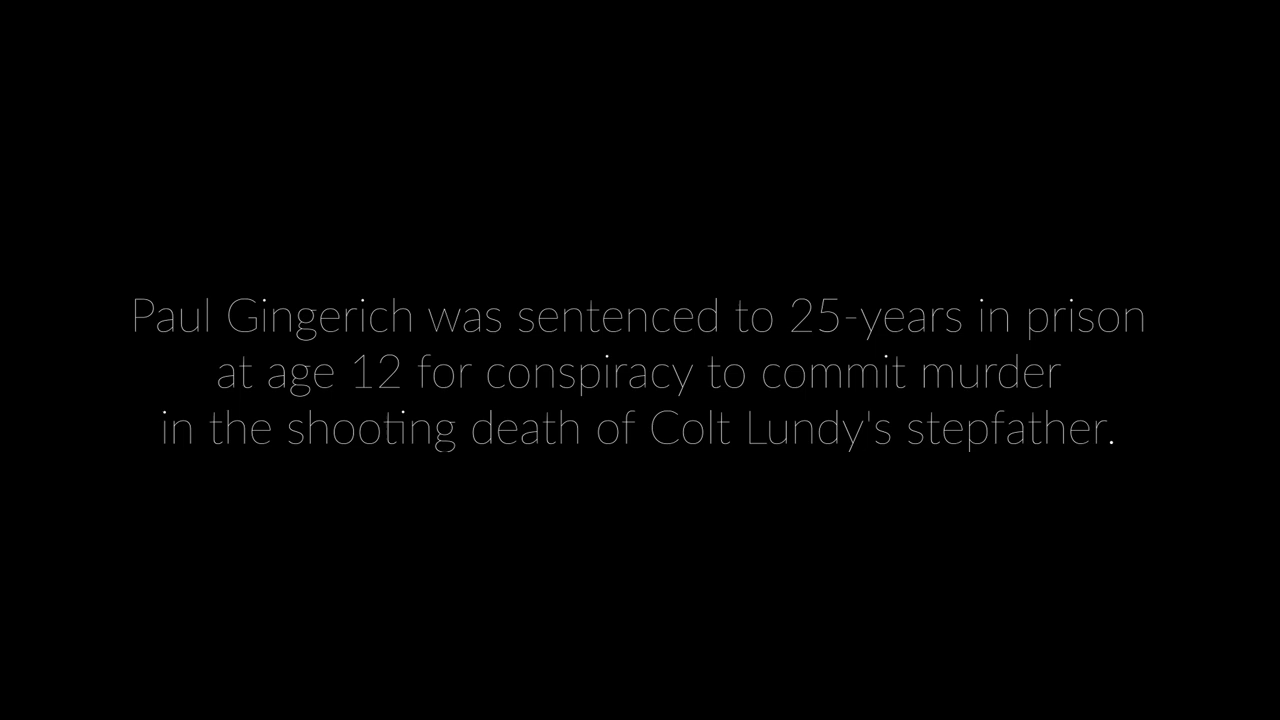 Paul Gingerich was sentenced to 25-years in prison
at age 12 for conspiracy to commit murder
in the shooting death of Colt Lundy's stepfather.